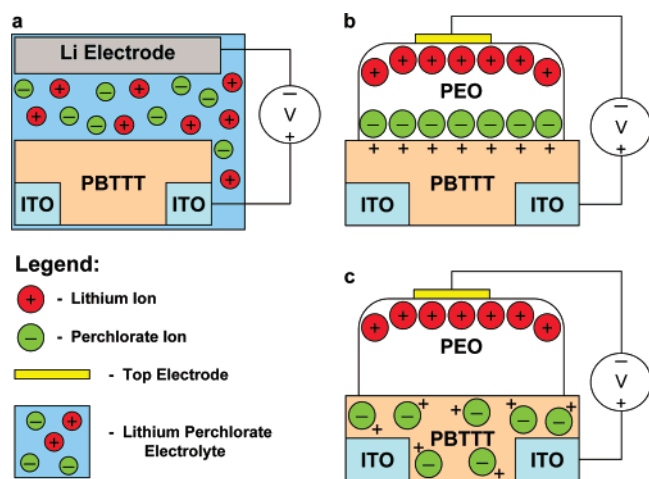 a
Li Electrode
PBTTT
ITO
ITO
−
V
+
b
PEO
+ + + + + + +
PBTTT
ITO
ITO
−
V
+
Legend:
+ - Lithium Ion
− - Perchlorate Ion
- Top Electrode
- Lithium Perchlorate
Electrolyte
c
PEO
PBTTT
ITO
ITO
−
V
+